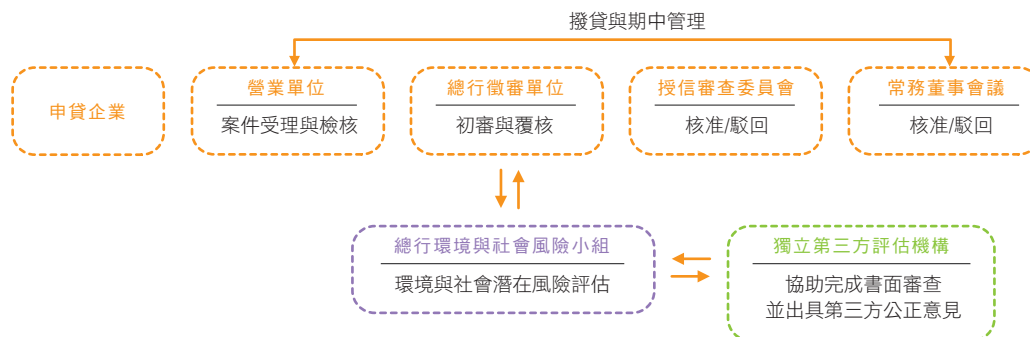 撥貸與期中管理
申貸企業
營業單位
案件受理與檢核
總行徵審單位
初審與覆核
授信審查委員會
核准/駁回
常務董事會議
核准/駁回
總行環境與社會風險小組
環境與社會潛在風險評估
獨立第三方評估機構
協助完成書面審查
並出具第三方公正意見